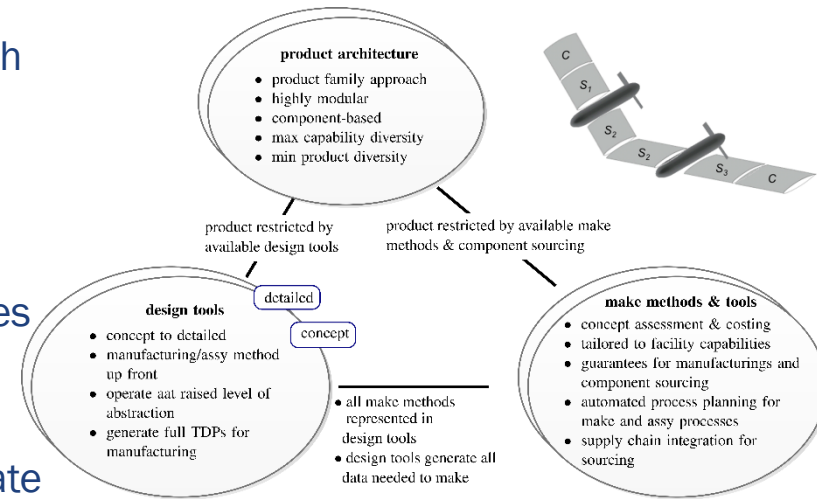 h
es
ate
product architecture
• product family approach
• highly modular
• component-based
• max capability diversity
• min product diversity
C
S1
S2
S2
S3
C
product restricted by
available design tools
product restricted by available make
methods & component sourcing
detailed
concept
design tools
• concept to detailed
• manufacturing/assy method
up front
• operate aat raised level of
abstraction
• generate full TDPs for
manufacturing
• all make methods
represented in
design tools
• design tools generate all
data needed to make
make methods & tools
• concept assessment & costing
• tailored to facility capabilities
• guarantees for manufacturings and
component sourcing
• automated process planning for
make and assy processes
• supply chain integration for
sourcing